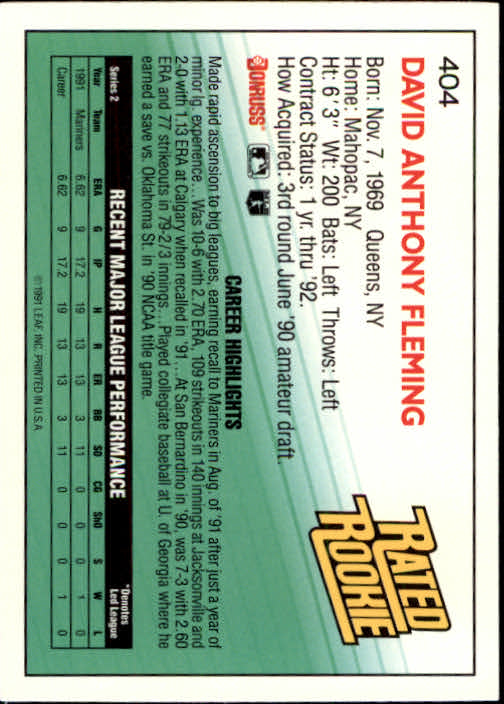 404
DAVID ANTHONY FLEMING
Born: Nov. 7, 1969 Queens, NY
Home: Mahopac, NY
Ht: 6'3" Wt: 200 Bats: Left Throws: Left
Contract Status: 1 yr. thru '92.
How Acquired: 3rd round June '90 amateur draft.
RATED
ROOKIE
DONRUSS
CAREER HIGHLIGHTS
Made rapid ascension to big leagues, earning recall to Mariners in Aug. of '91 after just a year of
minor lg. experience... Was 10-6 with 2.70 ERA, 109 strikeouts in 140 innings at Jacksonville and
2-0 with 1.13 ERA at Calgary when recalled in '91... At San Bernardino in '90, was 7-3 with 2.60
ERA and 77 strikeouts in 79-2/3 innings... Played collegiate baseball at U. of Georgia where he
earned a save vs. Oklahoma St. in '90 NCAA title game.
Series 2 RECENT MAJOR LEAGUE PERFORMANCE *Denotes
Led League
Year Team ERA G IP H R ER BB SO CG ShO S W L
1991 Mariners 6.62 9 17.2 19 13 13 3 11 0 0 0 1 0
Career 6.62 9 17.2 19 13 13 3 11 0 0 0 1 0
©1991 LEAF, INC. PRINTED IN U.S.A.